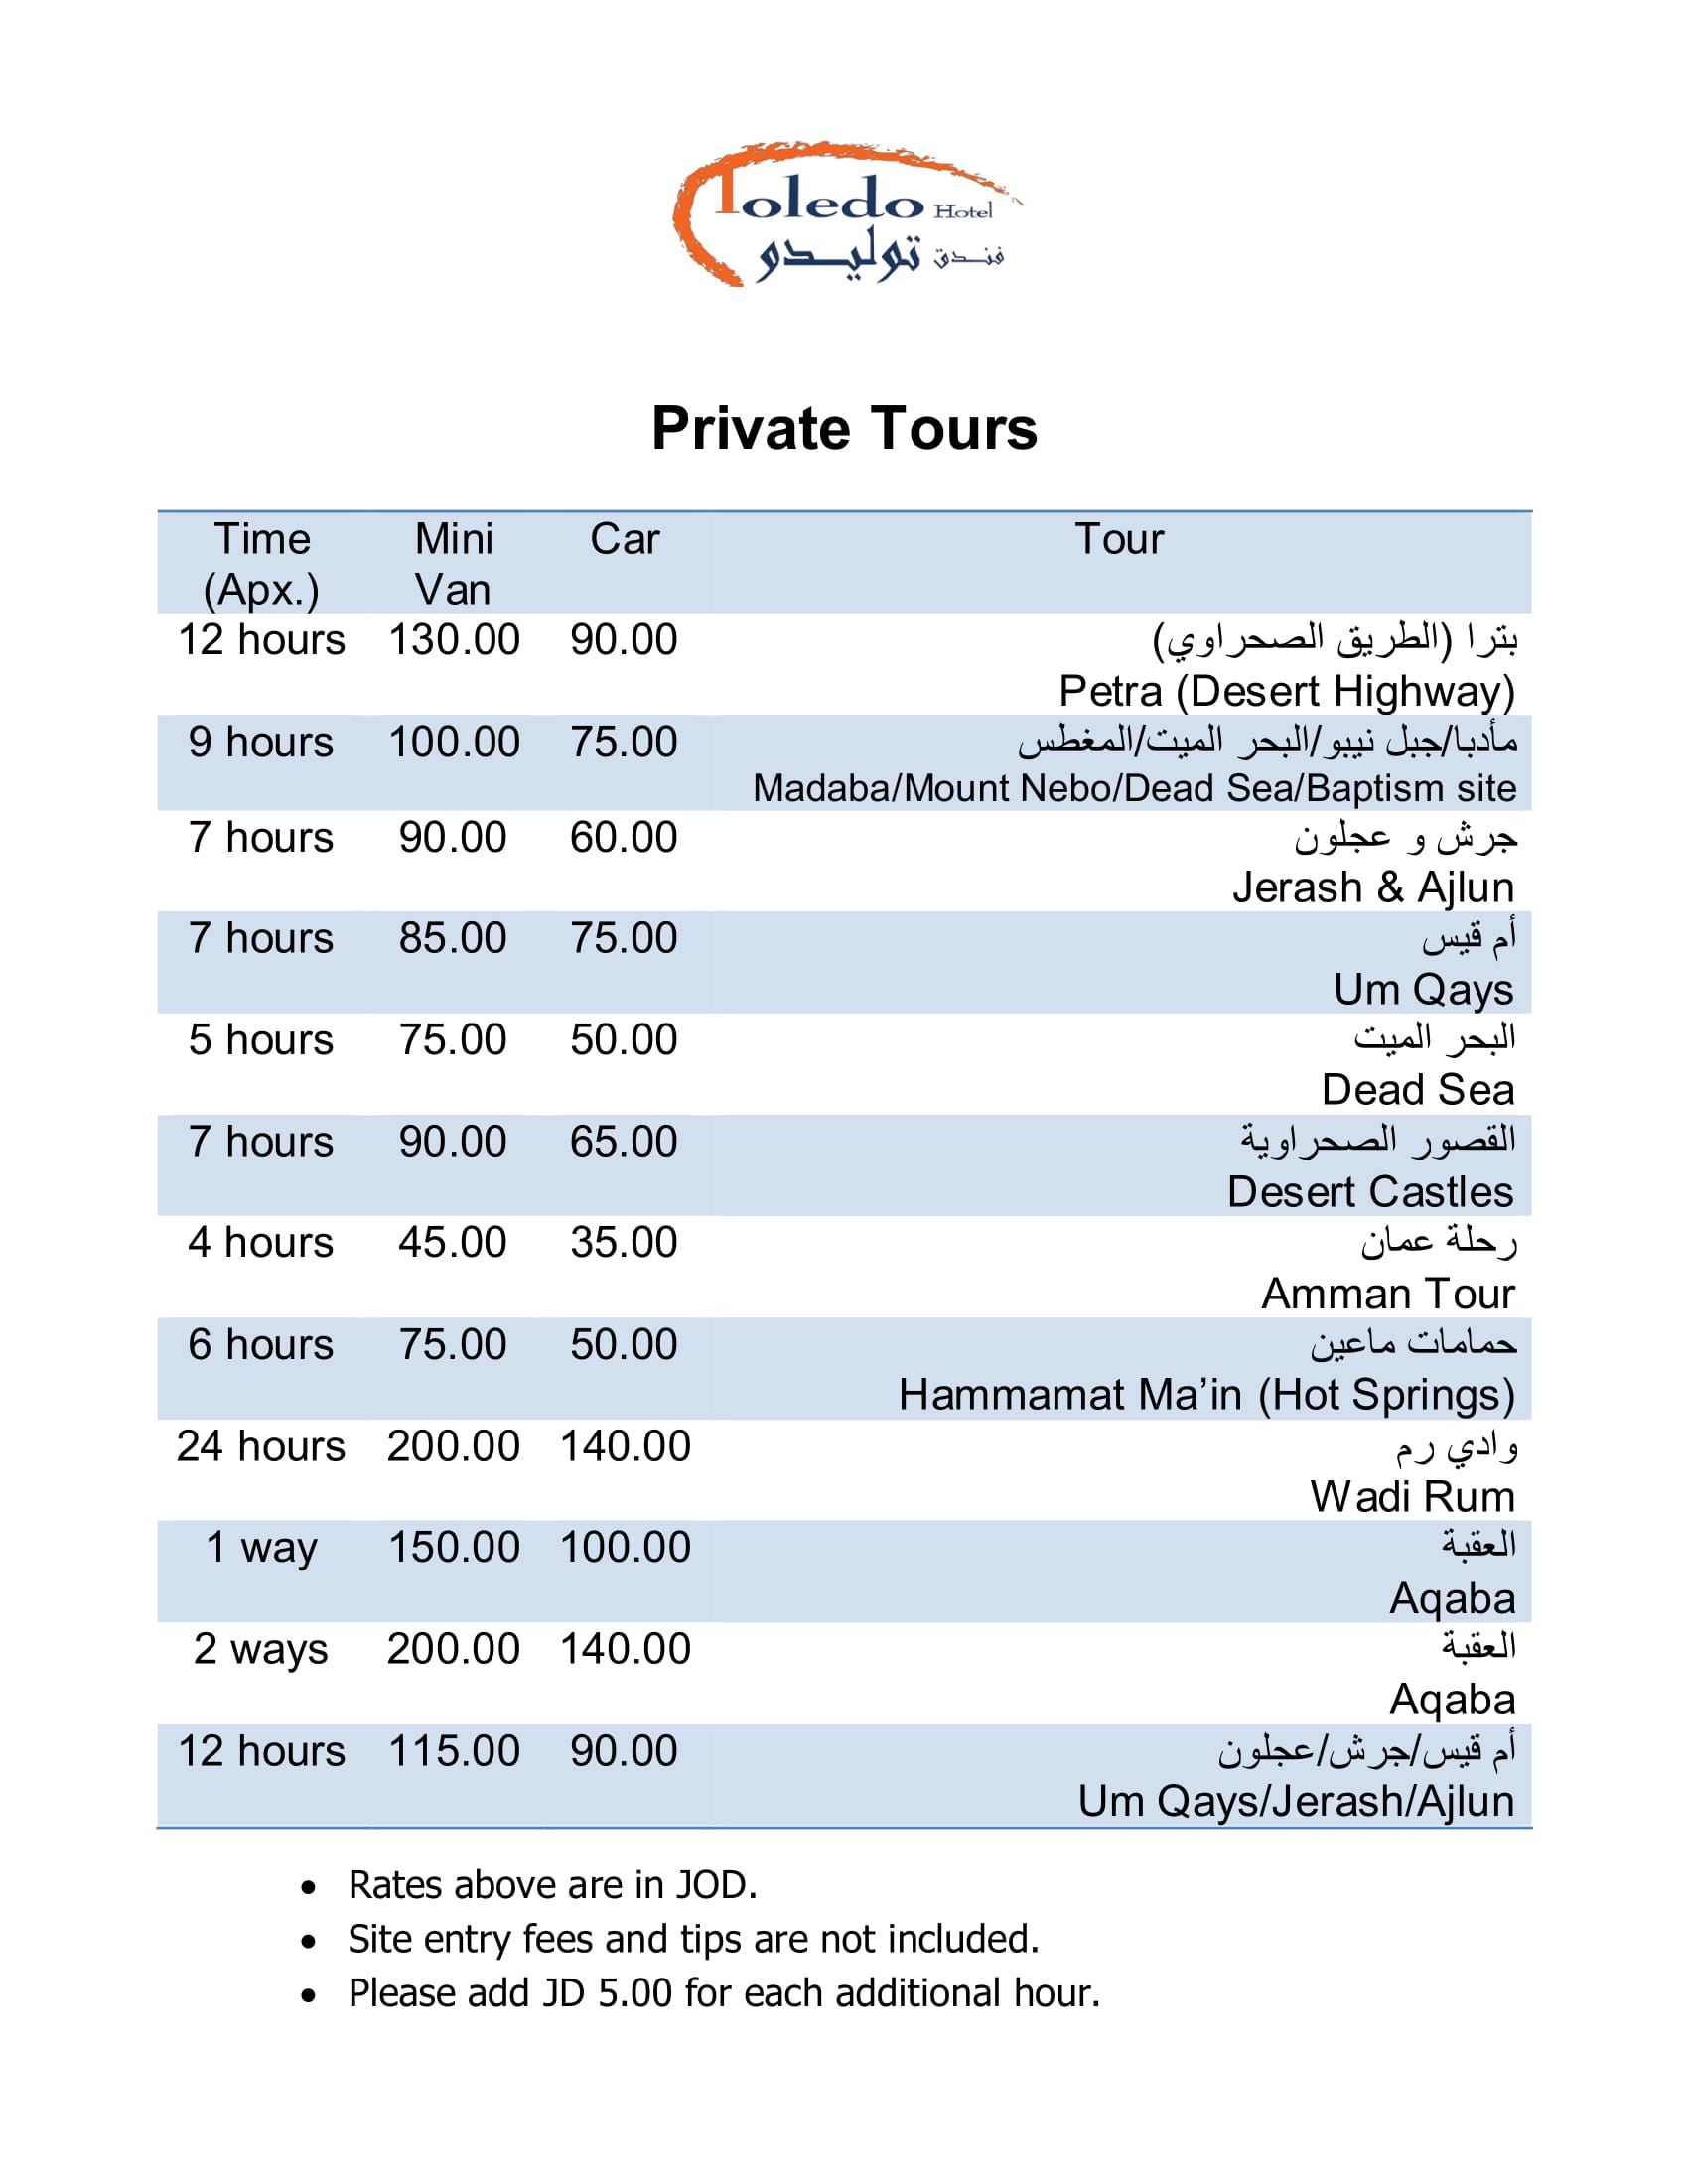 Toledo Hotel
فندق توليدو
Private Tours
Time (Apx.) Mini Van Car Tour
12 hours 130.00 90.00 بترا (الطريق الصحراوي)
Petra (Desert Highway)
9 hours 100.00 75.00 مأدبا/جبل نيبو/البحر الميت/المغطس
Madaba/Mount Nebo/Dead Sea/Baptism site
7 hours 90.00 60.00 جرش و عجلون
Jerash & Ajlun
7 hours 85.00 75.00 أم قيس
Um Qays
5 hours 75.00 50.00 البحر الميت
Dead Sea
7 hours 90.00 65.00 القصور الصحراوية
Desert Castles
4 hours 45.00 35.00 رحلة عمان
Amman Tour
6 hours 75.00 50.00 حمامات ماعين
Hammamat Ma’in (Hot Springs)
24 hours 200.00 140.00 وادي رم
Wadi Rum
1 way 150.00 100.00 العقبة
Aqaba
2 ways 200.00 140.00 العقبة
Aqaba
12 hours 115.00 90.00 أم قيس/جرش/عجلون
Um Qays/Jerash/Ajlun
• Rates above are in JOD.
• Site entry fees and tips are not included.
• Please add JD 5.00 for each additional hour.